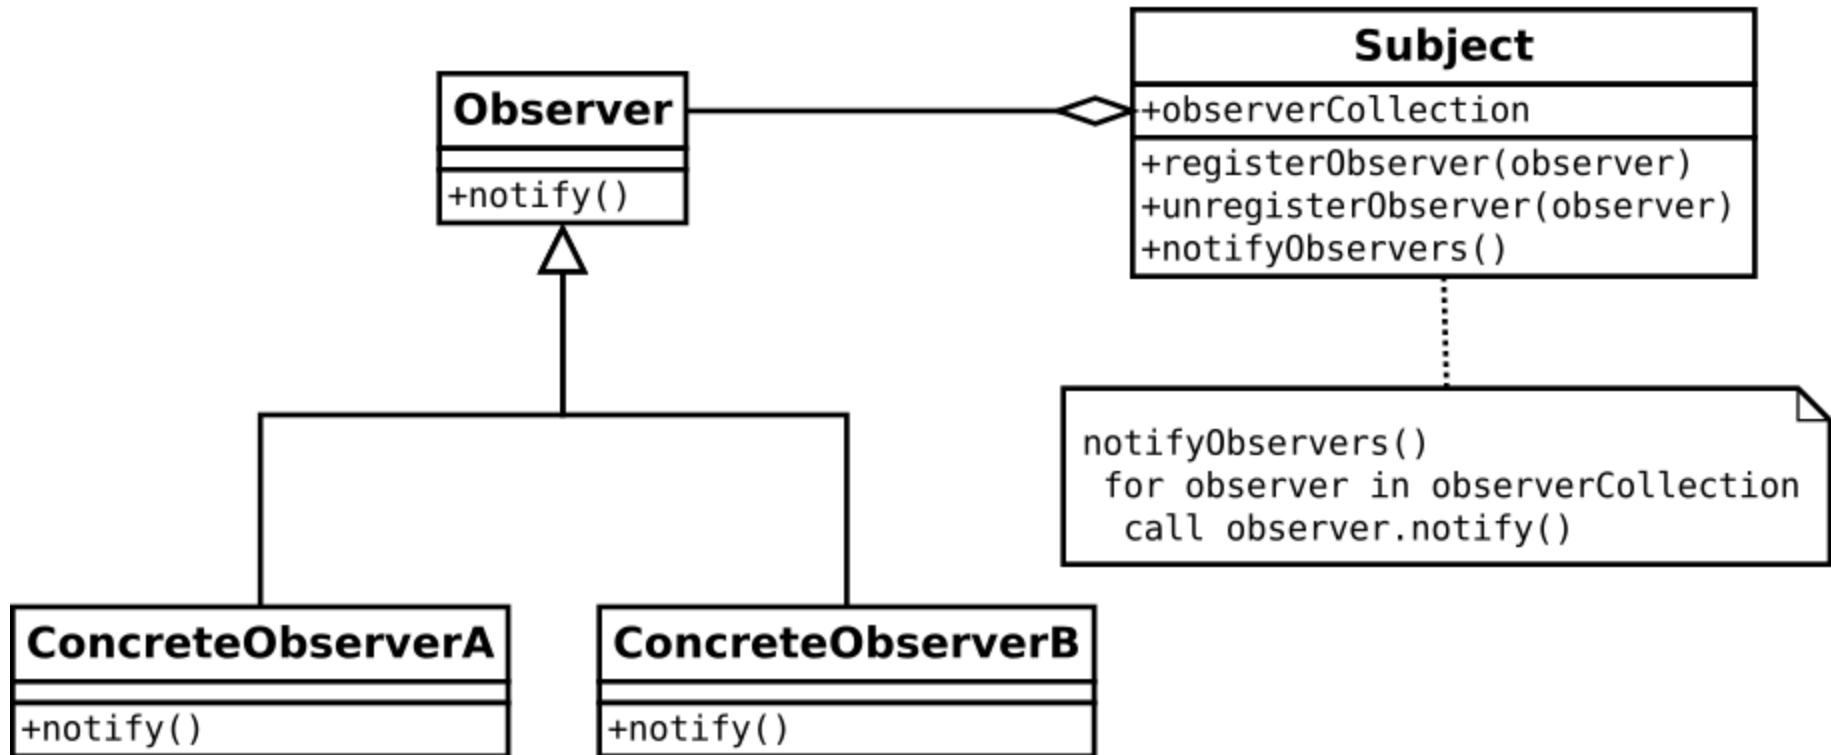 Observer
+notify()
Subject
+observerCollection
+registerObserver(observer)
+unregisterObserver(observer)
+notifyObservers()
notifyObservers()
for observer in observerCollection
call observer.notify()
ConcreteObserverA
+notify()
ConcreteObserverB
+notify()